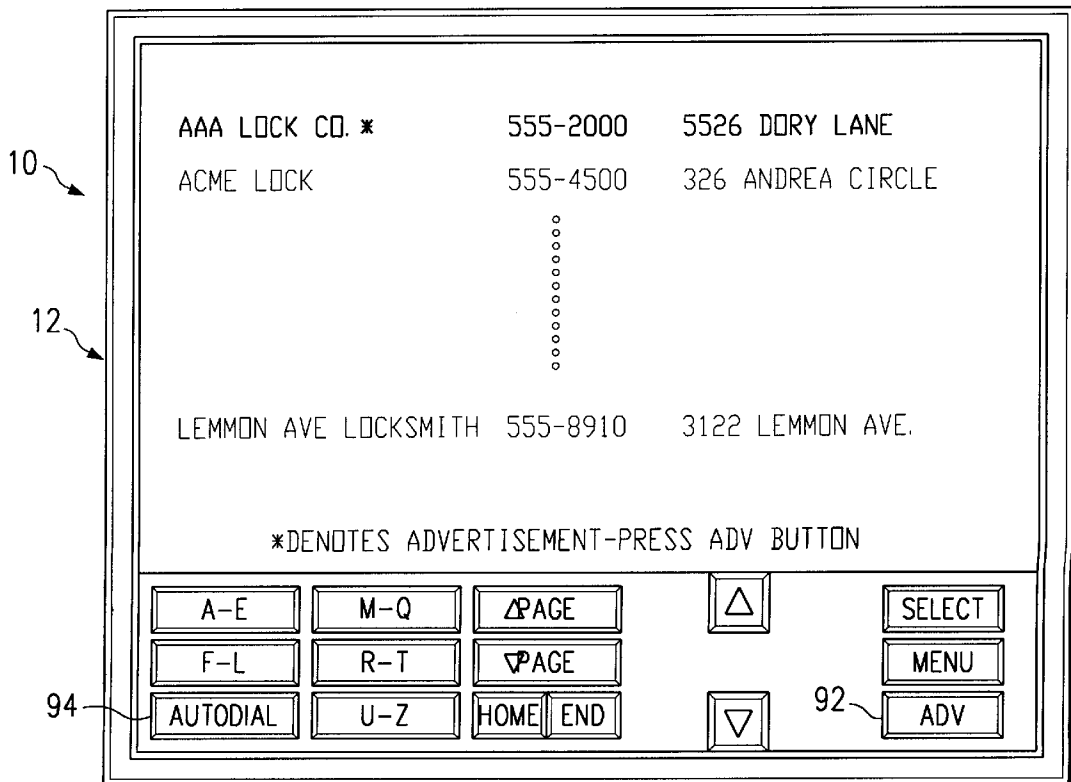 AAA LOCK CO. * 555-2000 5526 DORY LANE
10
ACME LOCK 555-4500 326 ANDREA CIRCLE
12
LEMMON AVE LOCKSMITH 555-8910 3122 LEMMON AVE.
*DENOTES ADVERTISEMENT-PRESS ADV BUTTON
A-E M-Q △PAGE △ SELECT
F-L R-T ▽PAGE MENU
94 AUTODIAL U-Z HOME END ▽ 92 ADV